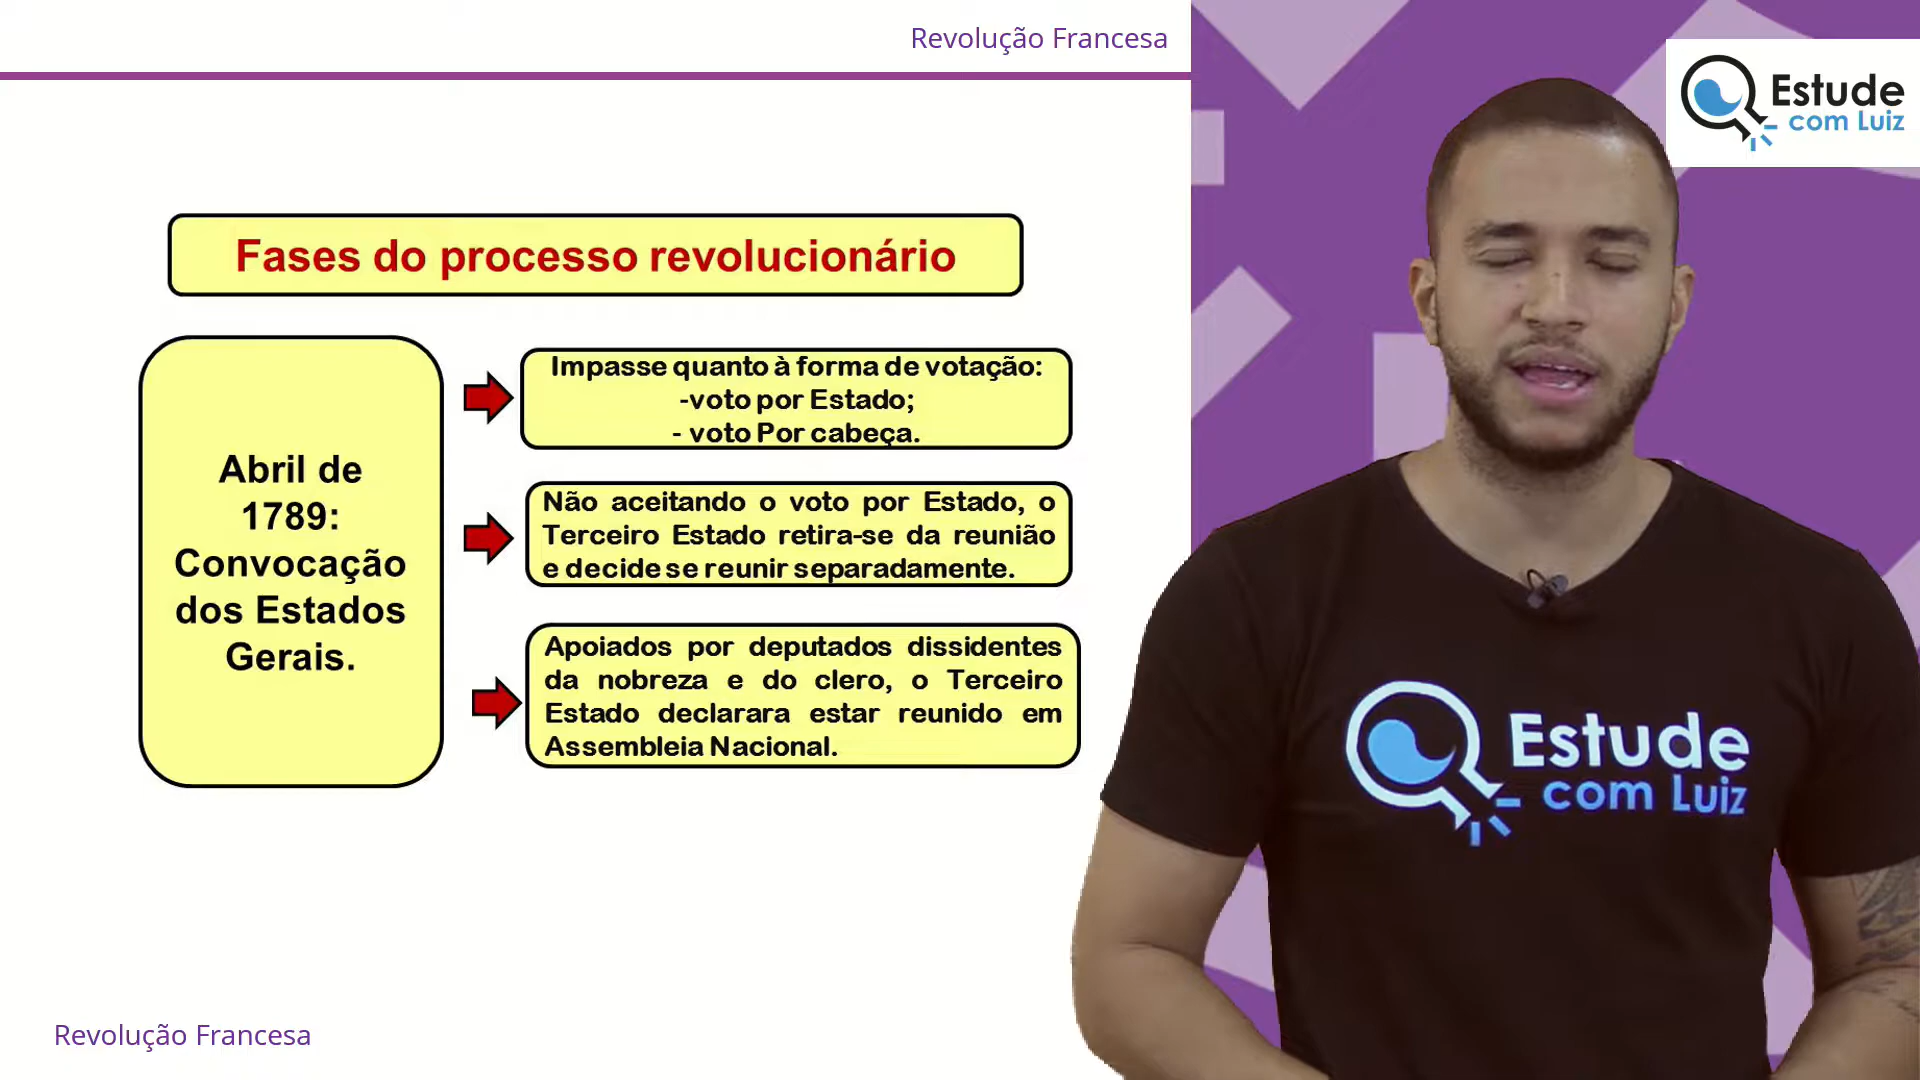 Revolução Francesa
Estude
com Luiz
Fases do processo revolucionário
Abril de
1789:
Convocação
dos Estados
Gerais.
Impasse quanto à forma de votação:
-voto por Estado;
- voto Por cabeça.
Não aceitando o voto por Estado, o
Terceiro Estado retira-se da reunião
e decide se reunir separadamente.
Apoiados por deputados dissidentes
da nobreza e do clero, o Terceiro
Estado declarara estar reunido em
Assembleia Nacional.
Estude
com Luiz
Revolução Francesa